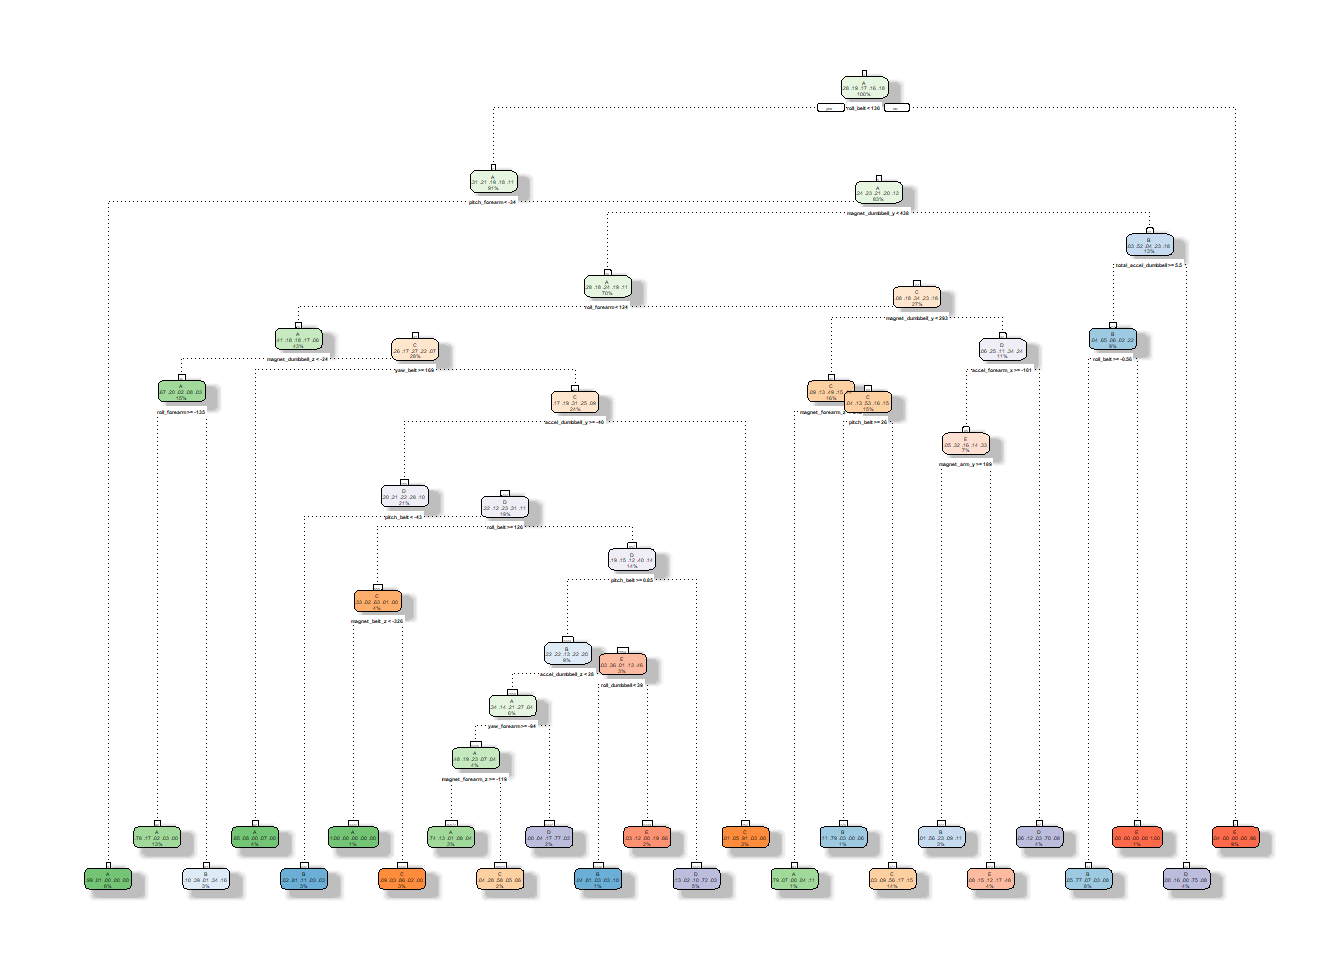 A
.28 .19 .17 .16 .18
100%
yes
roll_belt < 130
no
A
.31 .21 .19 .18 .11
91%
pitch_forearm < -34
A
.24 .23 .21 .20 .12
83%
magnet_dumbbell_y < 438
B
.03 .52 .04 .23 .18
13%
total_accel_dumbbell >= 5.5
A
.28 .18 .24 .19 .11
70%
roll_forearm < 124
C
.08 .18 .34 .23 .18
27%
magnet_dumbbell_y < 293
A
.41 .18 .18 .17 .06
43%
magnet_dumbbell_z < -24
C
.26 .17 .27 .22 .07
28%
yaw_belt >= 169
D
.06 .25 .11 .34 .24
11%
accel_forearm_x >= -101
B
.04 .65 .06 .02 .22
9%
roll_belt >= -0.56
A
.67 .20 .02 .08 .03
15%
roll_forearm >= -135
C
.17 .19 .31 .25 .09
24%
accel_dumbbell_y >= -40
C
.09 .13 .49 .15
16%
magnet_forearm_z
C
.04 .13 .53 .16 .15
15%
pitch_belt >= 26
E
.05 .32 .16 .14 .33
7%
magnet_arm_y >= 189
D
.20 .21 .22 .28 .10
21%
pitch_belt < -43
D
.22 .12 .23 .31 .11
19%
roll_belt >= 126
D
.19 .15 .12 .40 .14
14%
pitch_belt >= 0.85
C
.33 .02 .63 .01 .00
4%
magnet_belt_z < -326
B
.22 .22 .13 .22 .20
9%
accel_dumbbell_z < 28
E
.03 .36 .01 .13 .46
3%
roll_dumbbell < 39
A
.34 .14 .21 .27 .04
6%
yaw_forearm >= -94
A
.48 .19 .23 .07 .04
4%
magnet_forearm_z >= -119
A
.78 .17 .02 .03 .00
13%
A
.85 .08 .00 .07 .00
4%
A
1.00 .00 .00 .00 .00
1%
A
.74 .13 .01 .08 .04
3%
D
.00 .04 .17 .77 .03
2%
E
.03 .12 .00 .19 .66
2%
C
.01 .05 .91 .03 .00
3%
B
.11 .79 .03 .00 .06
1%
B
.01 .56 .23 .09 .11
3%
D
.06 .12 .03 .70 .08
4%
E
.00 .00 .00 .00 1.00
1%
E
.01 .00 .00 .00 .99
9%
A
.99 .01 .00 .00 .00
8%
B
.10 .39 .01 .34 .16
3%
B
.02 .81 .11 .03 .03
3%
C
.09 .03 .86 .02 .00
3%
C
.04 .28 .58 .05 .06
2%
B
.04 .81 .03 .03 .10
1%
D
.13 .02 .10 .72 .03
5%
A
.79 .07 .00 .04 .11
1%
C
.03 .09 .56 .17 .15
14%
E
.08 .15 .12 .17 .48
4%
B
.05 .77 .07 .03 .08
8%
D
.00 .16 .00 .75 .08
4%